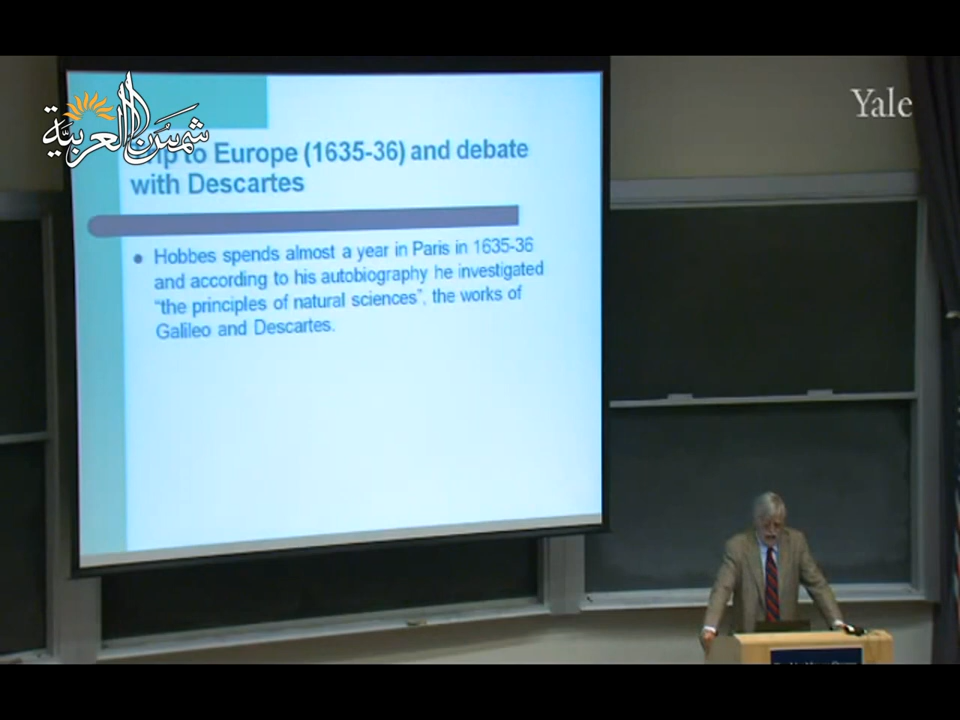 شمس العربية
Yale
to Europe (1635-36) and debate
with Descartes
• Hobbes spends almost a year in Paris in 1635-36
and according to his autobiography he investigated
“the principles of natural sciences”, the works of
Galileo and Descartes.